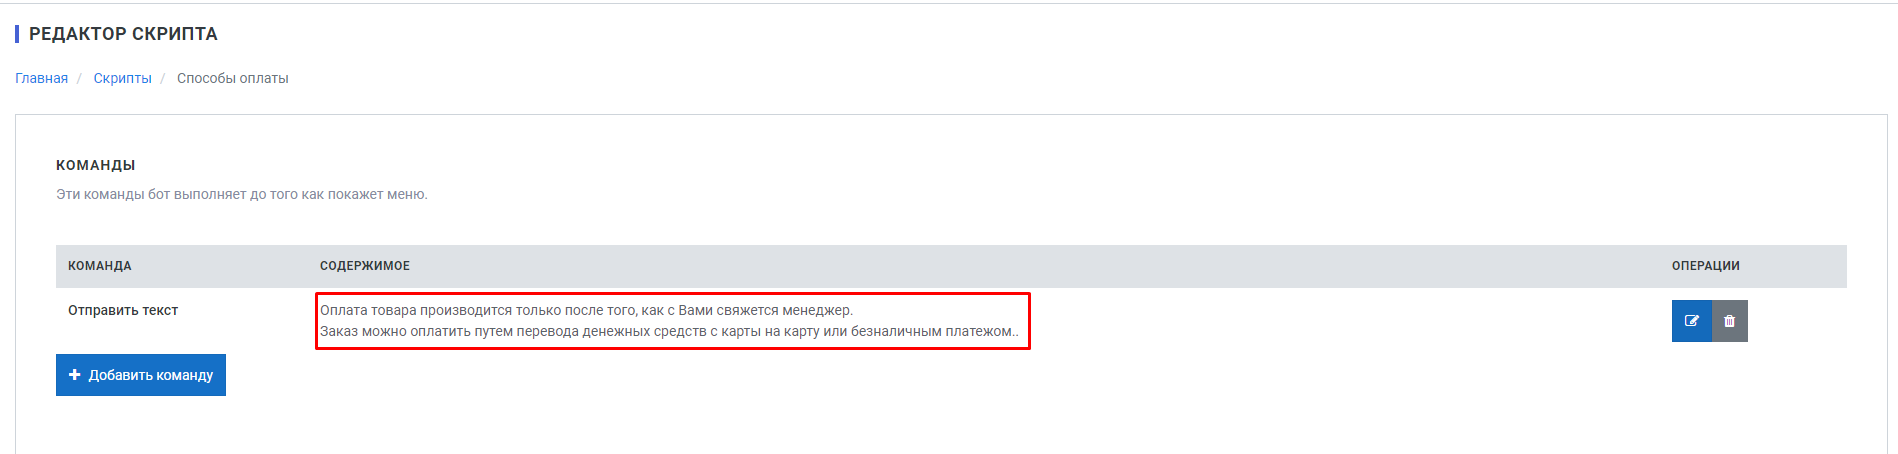 РЕДАКТОР СКРИПТА
Главная / Скрипты / Способы оплаты
КОМАНДЫ
Эти команды бот выполняет до того как покажет меню.
КОМАНДА СОДЕРЖИМОЕ ОПЕРАЦИИ
Отправить текст Оплата товара производится только после того, как с Вами свяжется менеджер.
Заказ можно оплатить путем перевода денежных средств с карты на карту или безналичным платежом..
Добавить команду